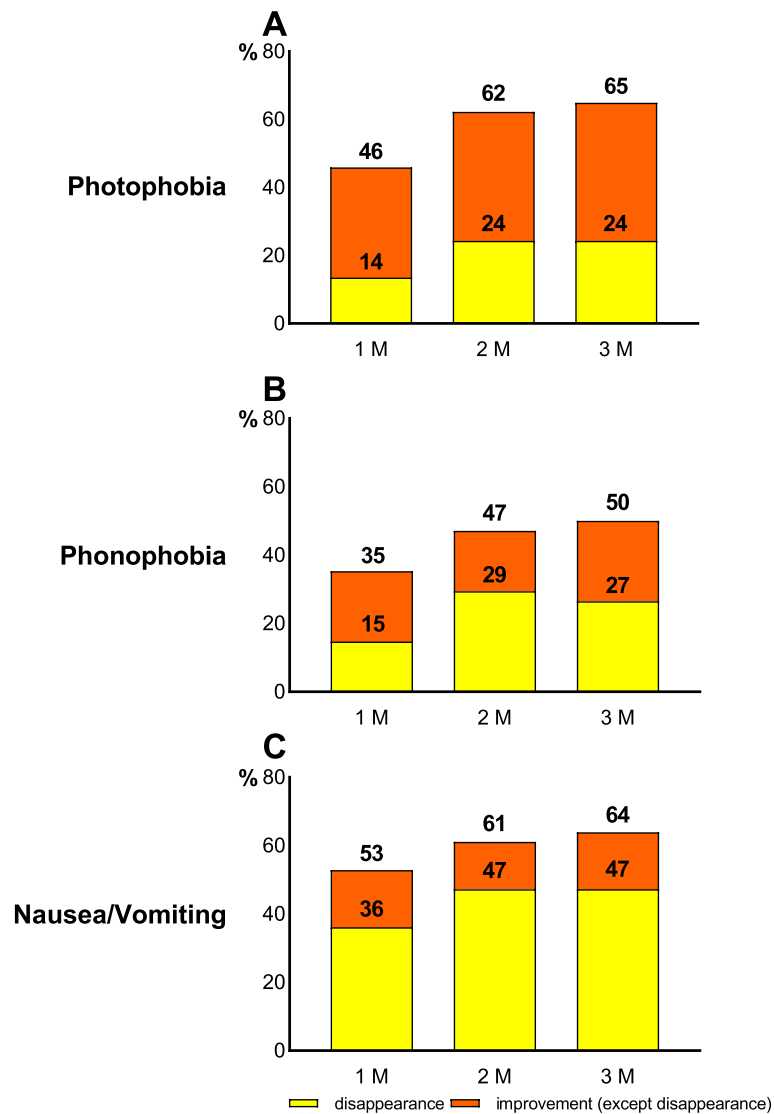 A
% 80
62
65
60
46
Photophobia
40
24
24
14
20
0
1 M
2 M
3 M
B
% 80
60
47
50
35
Phonophobia
40
29
27
15
20
0
1 M
2 M
3 M
C
% 80
61
64
60
53
47
47
36
Nausea/Vomiting
40
20
0
1 M
2 M
3 M
disappearance
improvement (except disappearance)